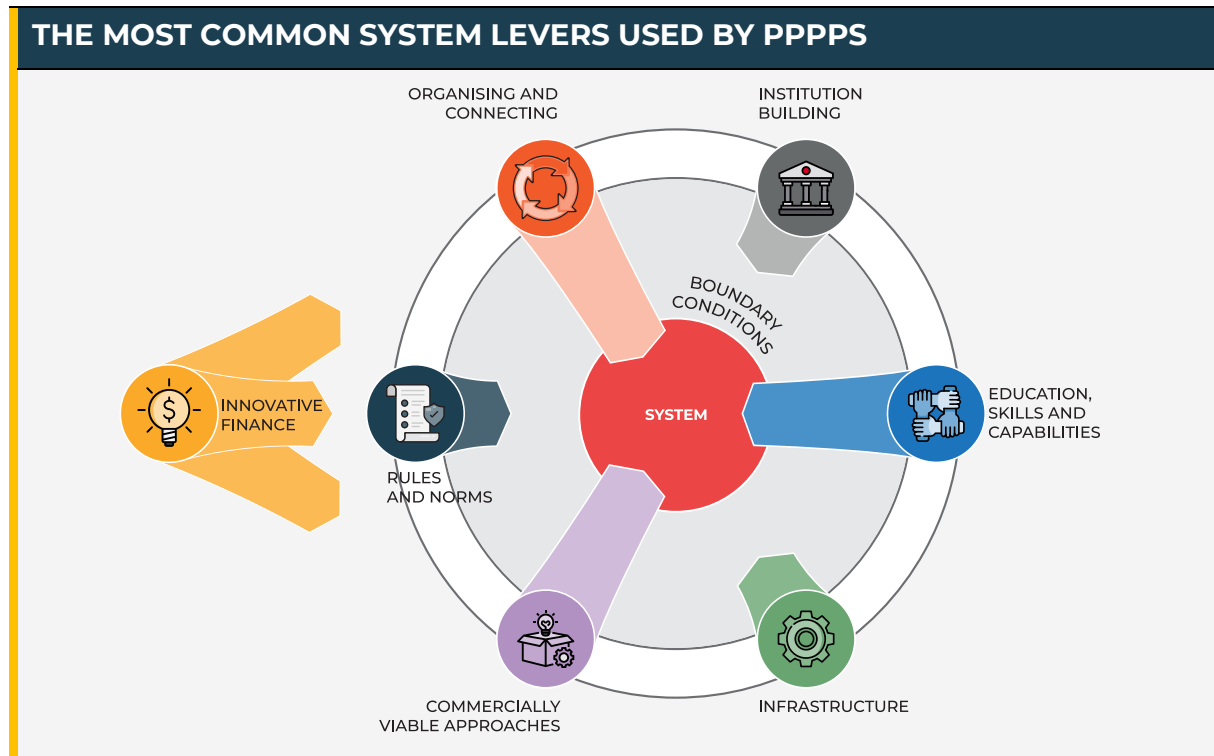 THE MOST COMMON SYSTEM LEVERS USED BY PPPPS
ORGANISING AND
CONNECTING
INSTITUTION
BUILDING
BOUNDARY
CONDITIONS
$
INNOVATIVE
FINANCE
RULES
AND NORMS
SYSTEM
EDUCATION,
SKILLS AND
CAPABILITIES
COMMERCIALLY
VIABLE APPROACHES
INFRASTRUCTURE